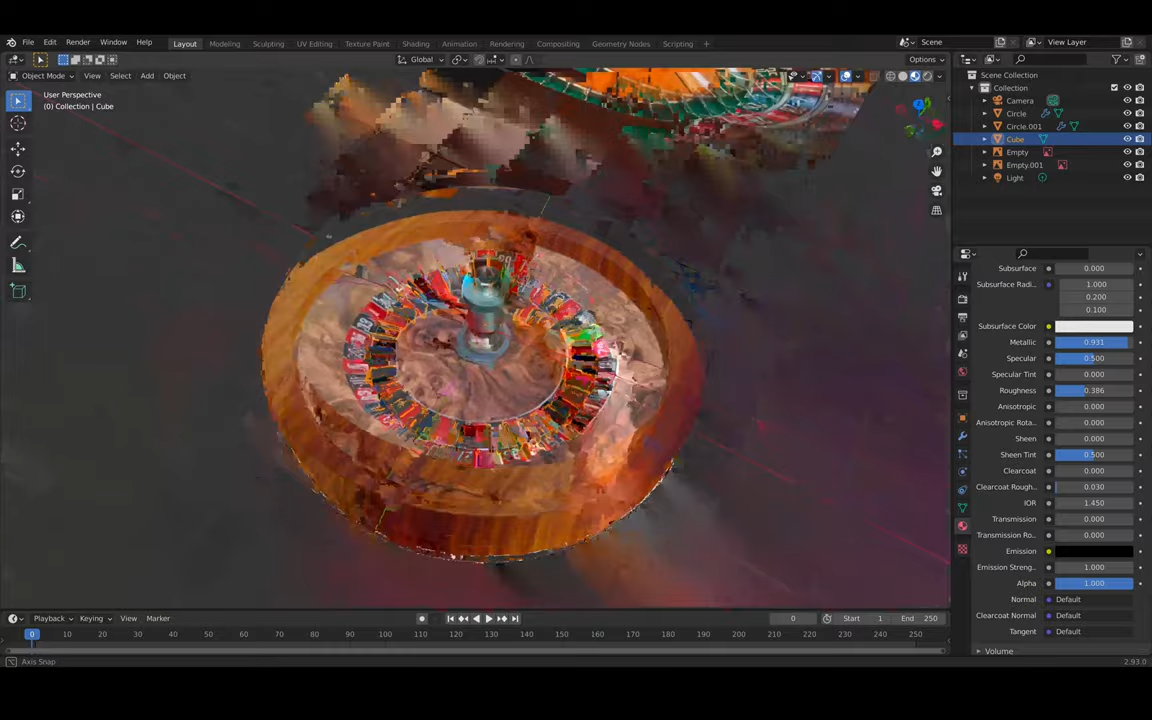 File Edit Render Window Help Layout Modeling Sculpting UV Editing Texture Paint Shading Animation Rendering Compositing Geometry Nodes Scripting + Scene View Layer
Global Options
Object Mode View Select Add Object
User Perspective
(0) Collection | Cube
Scene Collection
Collection
Camera
Circle
Circle.001
Cube
Empty
Empty.001
Light
Subsurface 0.000
Subsurface Radi... 1.000
0.200
0.100
Subsurface Color
Metallic 0.931
Specular 0.500
Specular Tint 0.000
Roughness 0.386
Anisotropic 0.000
Anisotropic Rota... 0.000
Sheen 0.000
Sheen Tint 0.500
Clearcoat 0.000
Clearcoat Rough... 0.030
IOR 1.450
Transmission 0.000
Transmission Ro... 0.000
Emission
Emission Streng... 1.000
Alpha 1.000
Normal Default
Clearcoat Normal Default
Tangent Default
Volume
Playback Keying View Marker 0 Start 1 End 250
0 10 20 30 40 50 60 70 80 90 100 110 120 130 140 150 160 170 180 190 200 210 220 230 240 250
Axis Snap 2.93.0